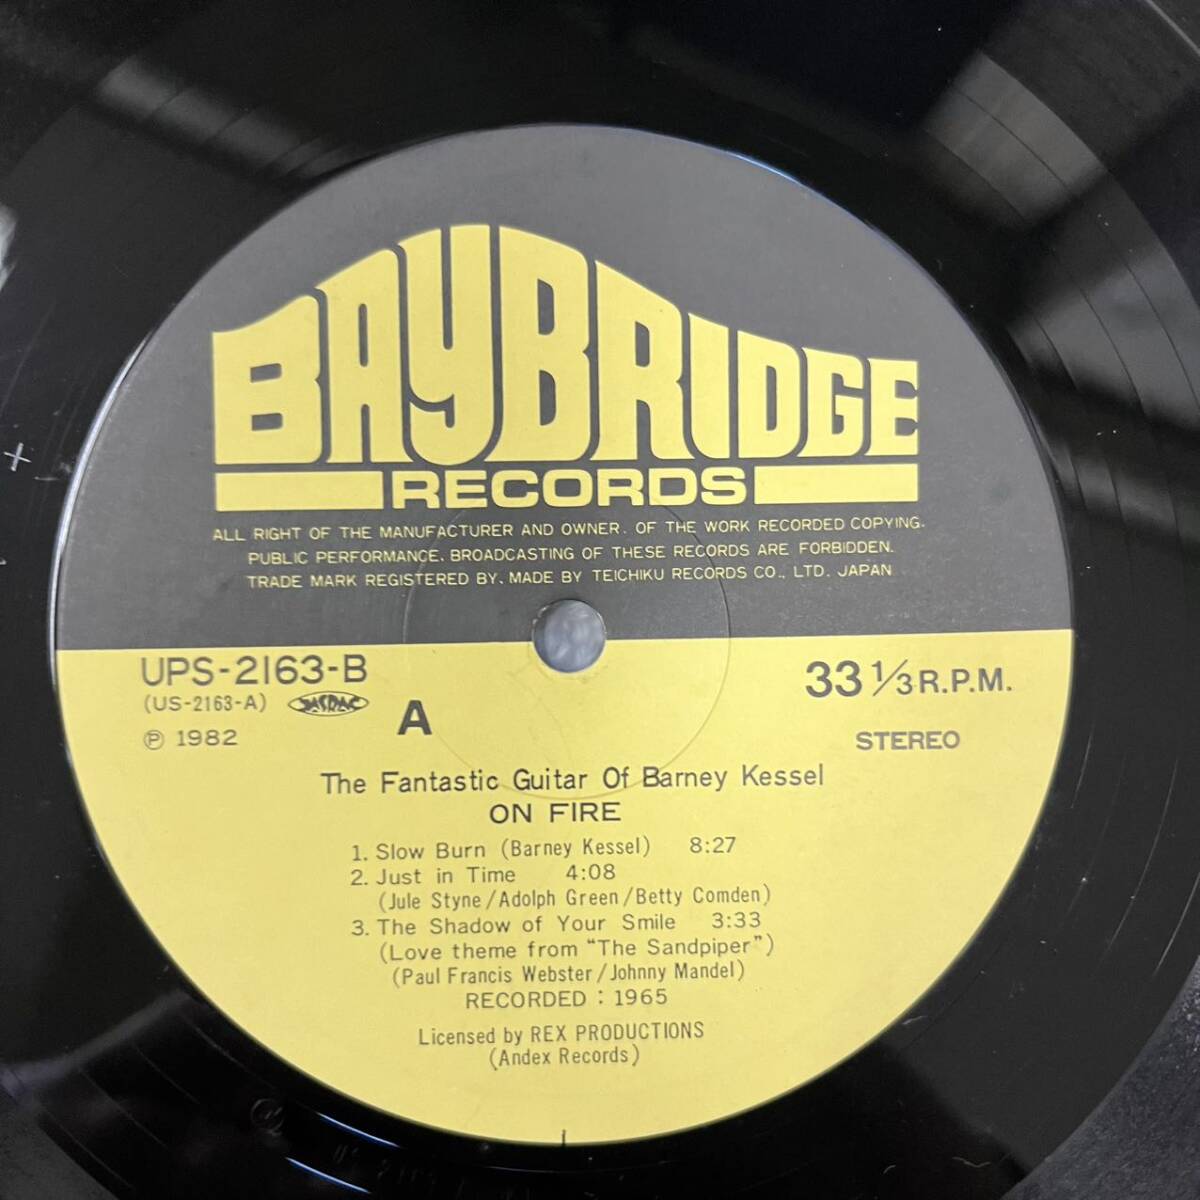 BAYBRIDGE
RECORDS
ALL RIGHT OF THE MANUFACTURER AND OWNER. OF THE WORK RECORDED COPYING.
PUBLIC PERFORMANCE. BROADCASTING OF THESE RECORDS ARE FORBIDDEN.
TRADE MARK REGISTERED BY. MADE BY TEICHIKU RECORDS CO., LTD. JAPAN
UPS-2163-B
33 1/3 R.P.M.
(US-2163-A) JASRAC
A
℗ 1982
STEREO
The Fantastic Guitar Of Barney Kessel
ON FIRE
1. Slow Burn (Barney Kessel) 8:27
2. Just in Time 4:08
(Jule Styne/Adolph Green/Betty Comden)
3. The Shadow of Your Smile 3:33
(Love theme from "The Sandpiper")
(Paul Francis Webster/Johnny Mandel)
RECORDED : 1965
Licensed by REX PRODUCTIONS
(Andex Records)